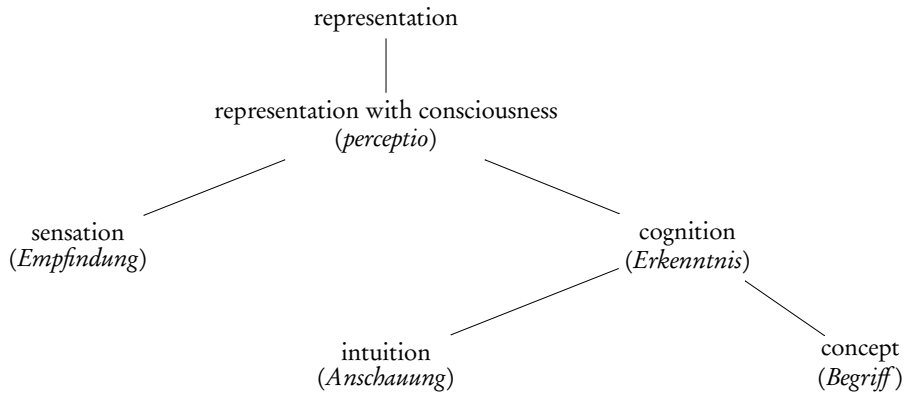 representation
representation with consciousness
(perceptio)
sensation
(Empfindung)
cognition
(Erkenntnis)
intuition
(Anschauung)
concept
(Begriff)